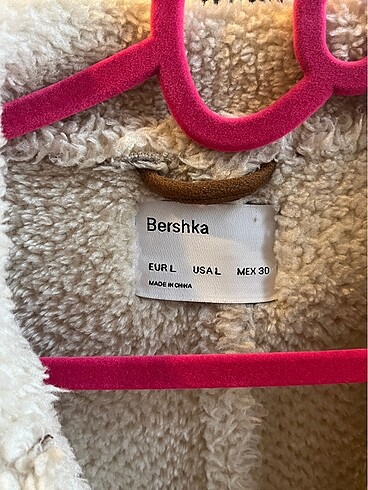 Bershka
EUR L USA L MEX 30
MADE IN CHINA